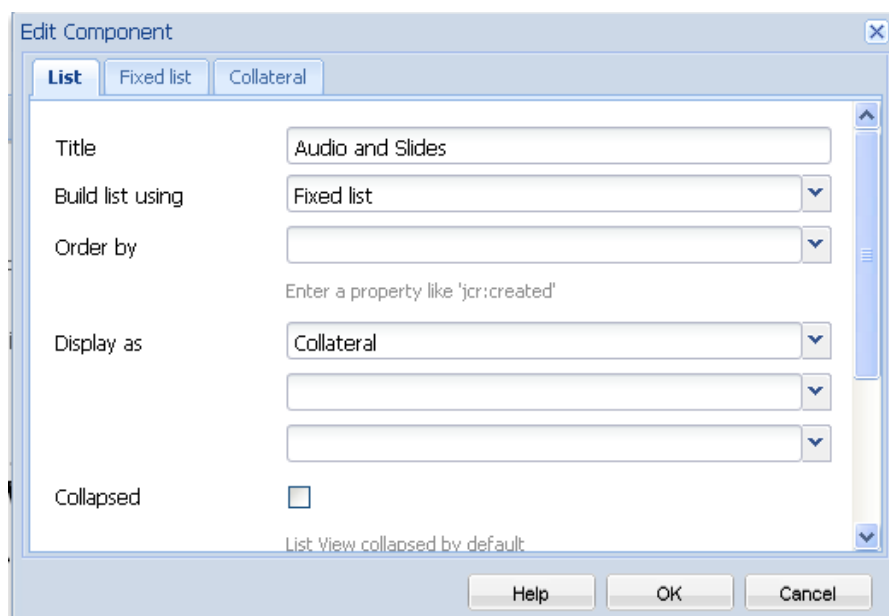 Edit Component
List Fixed list Collateral
Title Audio and Slides
Build list using Fixed list
Order by
Enter a property like 'jcr:created'
Display as Collateral
Collapsed
List View collapsed by default
Help OK Cancel